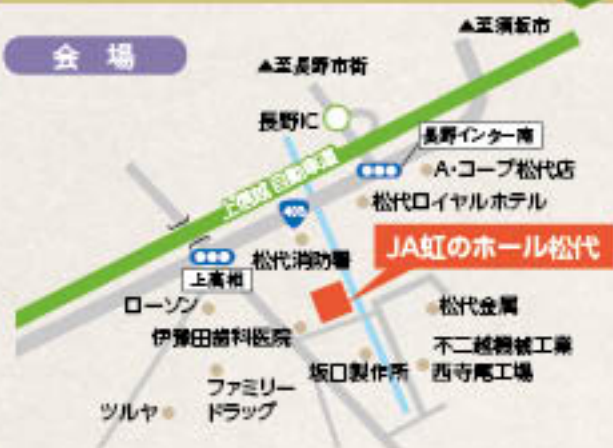 ▲至須坂市
会場
▲至長野市街
長野IC
長野インター南
上信越自動車道
A・コープ松代店
松代ロイヤルホテル
403
松代消防署
JA虹のホール松代
上高相
ローソン
松代金属
伊豫田歯科医院
不二越機械工業
西寺尾工場
坂口製作所
ファミリー
ドラッグ
ツルヤ